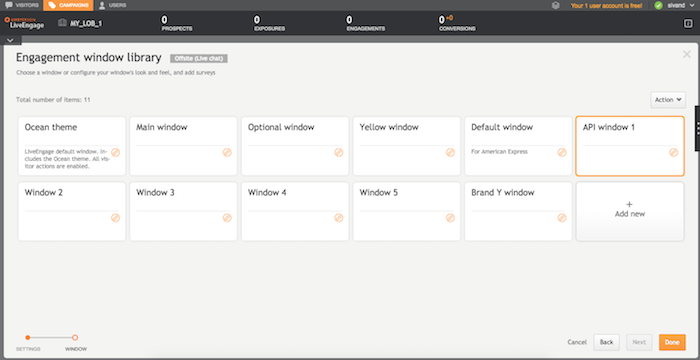 VISITORS CAMPAIGNS USERS Your 1 user account is free! sivand
LIVEPERSON
LiveEngage MY_LOB_1
0 PROSPECTS
0 EXPOSURES
0 ENGAGEMENTS
0 CONVERSIONS
Engagement window library Offsite (Live chat)
Choose a window or configure your window's look and feel, and add surveys
Total number of items: 11 Action
Ocean theme
LiveEngage default window. In-
cludes the Ocean theme. All vis-
itor actions are enabled.
Main window
Optional window
Yellow window
Default window
For American Express
API window 1
Window 2
Window 3
Window 4
Window 5
Brand Y window
+
Add new
SETTINGS WINDOW
Cancel Back Next Done